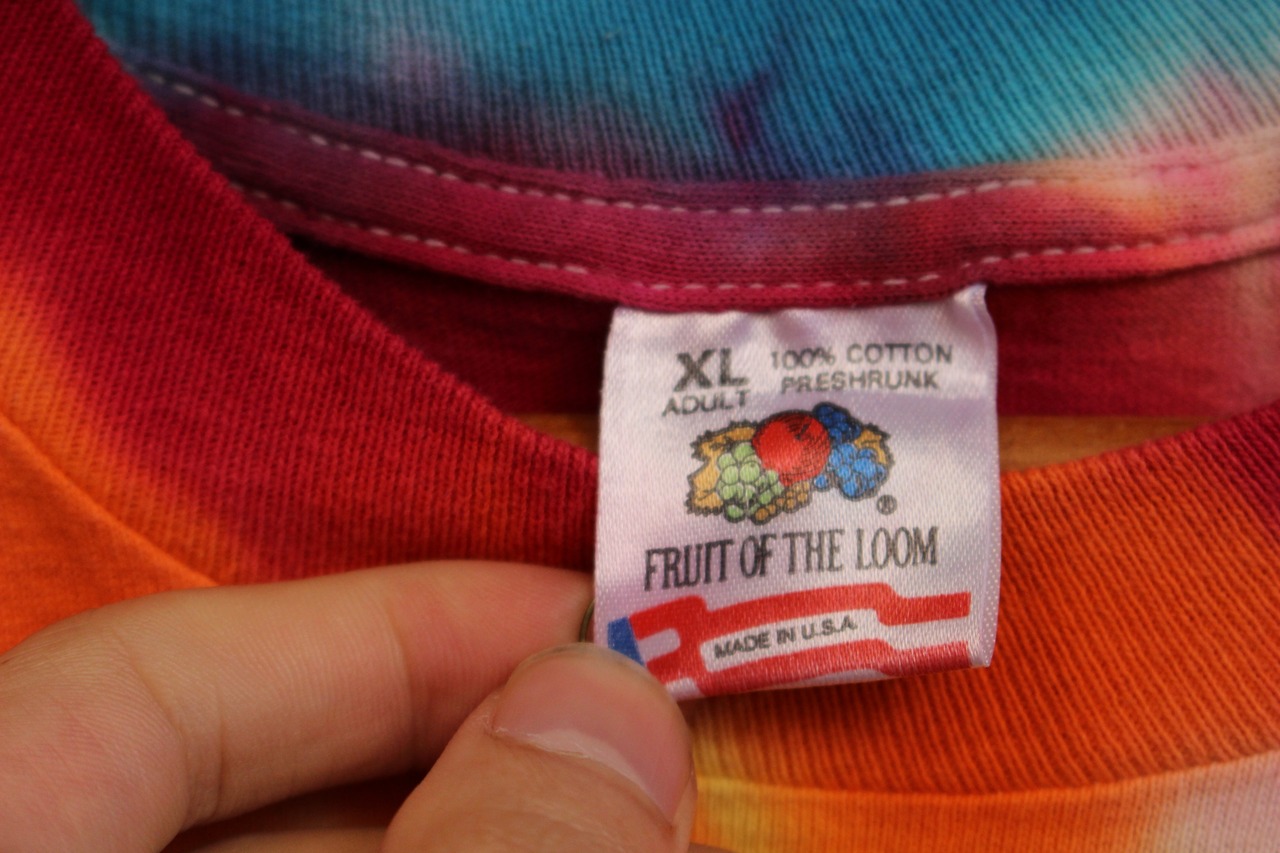 XL
ADULT
100% COTTON
PRESHRUNK
®
FRUIT OF THE LOOM
MADE IN U.S.A.